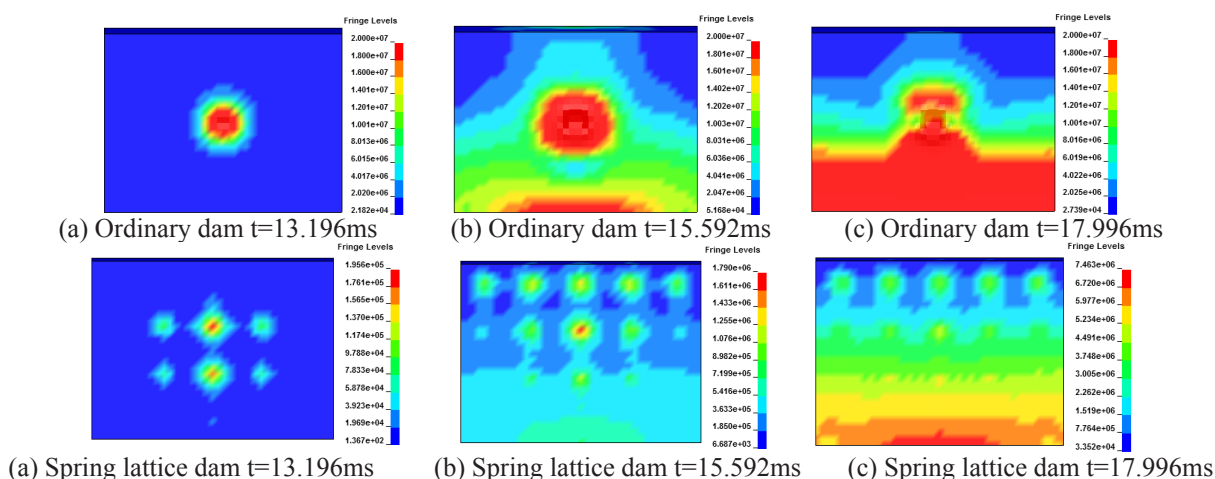 Fringe Levels
2.000e+07
1.800e+07
1.601e+07
1.401e+07
1.201e+07
1.001e+07
8.013e+06
6.015e+06
4.017e+06
2.020e+06
2.182e+04
Fringe Levels
2.000e+07
1.800e+07
1.601e+07
1.401e+07
1.202e+07
1.003e+07
8.031e+06
6.036e+06
4.042e+06
2.047e+06
5.168e+04
Fringe Levels
2.000e+07
1.800e+07
1.601e+07
1.401e+07
1.201e+07
1.001e+07
8.016e+06
6.019e+06
4.022e+06
2.025e+06
2.739e+04
(a) Ordinary dam t=13.196ms
(b) Ordinary dam t=15.592ms
(c) Ordinary dam t=17.996ms
Fringe Levels
1.956e+05
1.761e+05
1.565e+05
1.370e+05
1.174e+05
9.788e+04
7.833e+04
5.878e+04
3.923e+04
1.969e+04
1.367e+02
Fringe Levels
1.790e+06
1.611e+06
1.433e+06
1.255e+06
1.076e+06
8.982e+05
7.199e+05
5.416e+05
3.633e+05
1.850e+05
6.687e+03
Fringe Levels
7.463e+06
6.720e+06
5.977e+06
5.234e+06
4.491e+06
3.748e+06
3.005e+06
2.262e+06
1.519e+06
7.764e+05
3.352e+04
(a) Spring lattice dam t=13.196ms
(b) Spring lattice dam t=15.592ms
(c) Spring lattice dam t=17.996ms